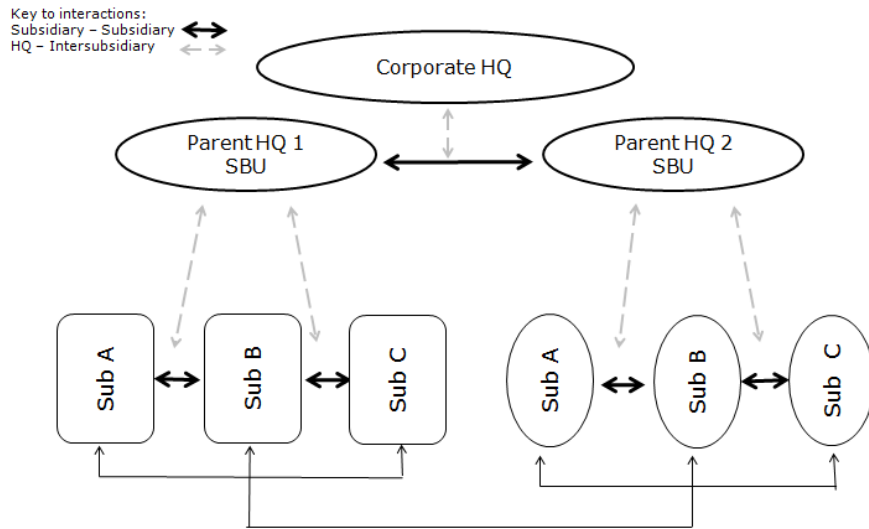 Key to interactions:
Subsidiary – Subsidiary
HQ – Intersubsidiary
Corporate HQ
Parent HQ 1
SBU
Parent HQ 2
SBU
Sub A
Sub B
Sub C
Sub A
Sub B
Sub C